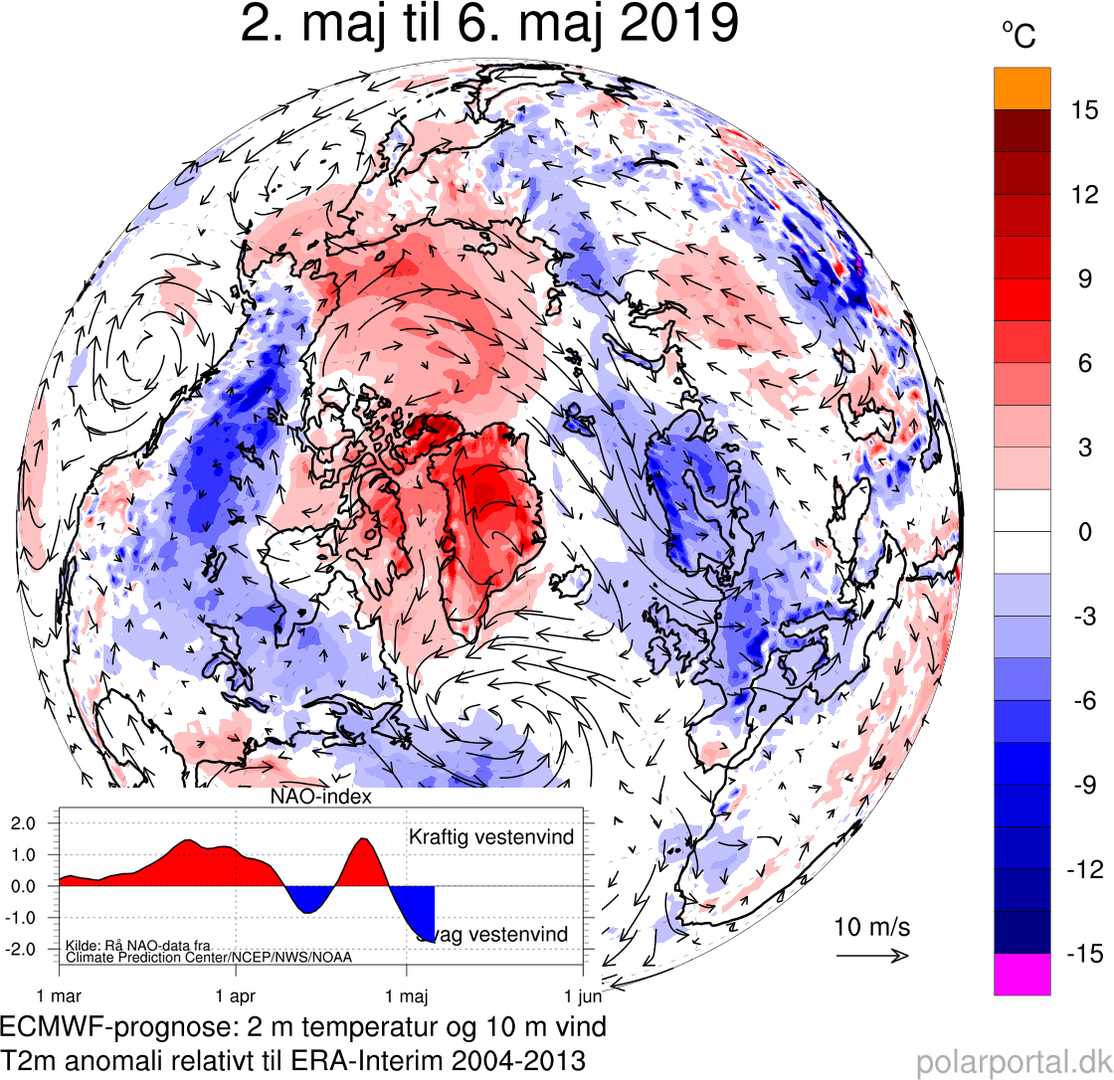 2. maj til 6. maj 2019
°C
15
12
9
6
3
0
-3
-6
-9
-12
-15
10 m/s
NAO-index
2.0
1.0
0.0
-1.0
-2.0
Kraftig vestenvind
vag vestenvind
Kilde: Rå NAO-data fra
Climate Prediction Center/NCEP/NWS/NOAA
1 mar
1 apr
1 maj
1 jun
ECMWF-prognose: 2 m temperatur og 10 m vind
T2m anomali relativt til ERA-Interim 2004-2013
polarportal.dk